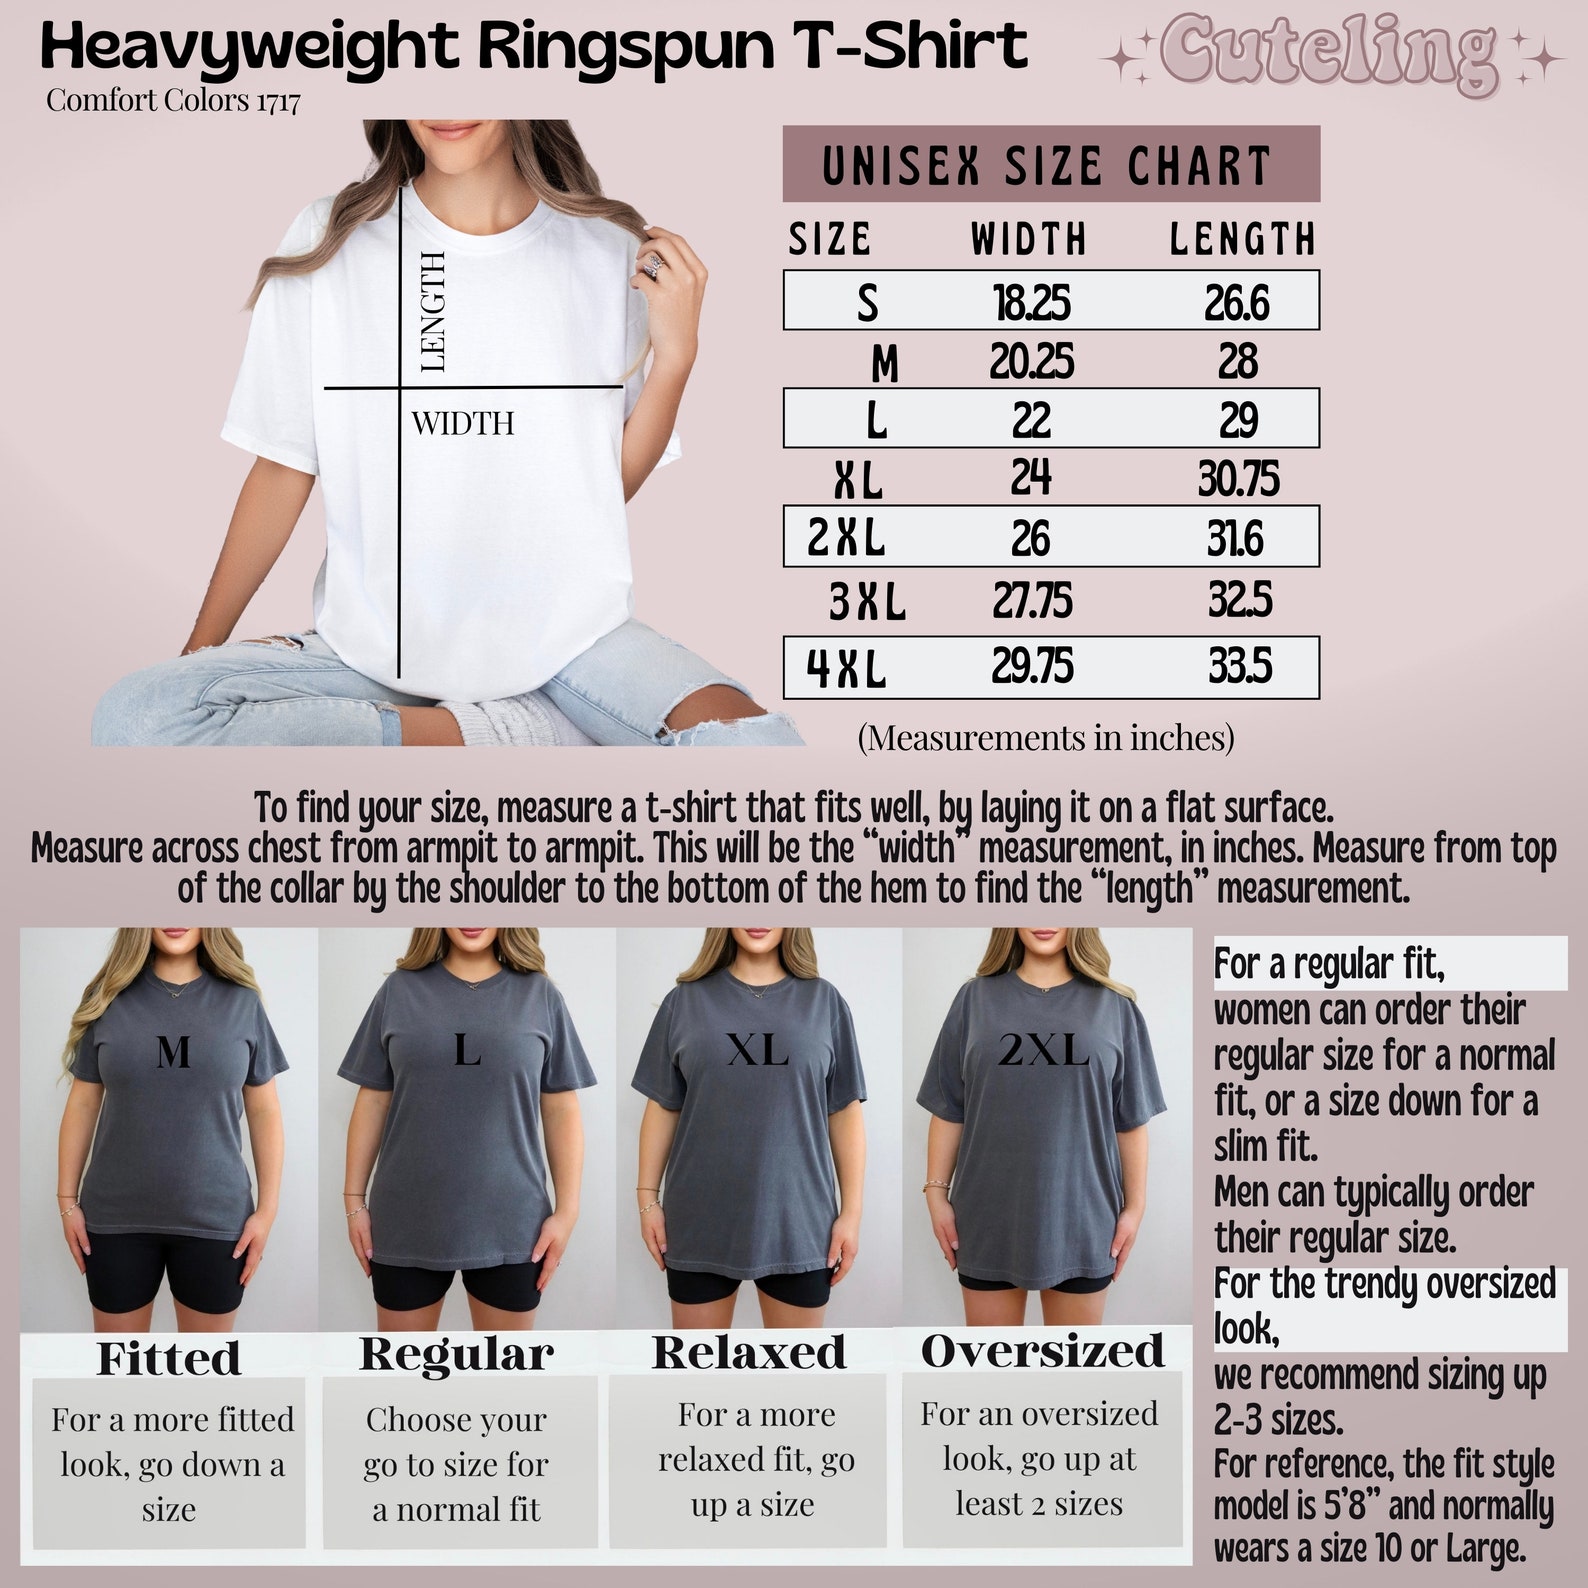 Heavyweight Ringspun T-Shirt
Cuteling
Comfort Colors 1717
LENGTH
WIDTH
UNISEX SIZE CHART
SIZE WIDTH LENGTH
S 18.25 26.6
M 20.25 28
L 22 29
XL 24 30.75
2XL 26 31.6
3XL 27.75 32.5
4XL 29.75 33.5
(Measurements in inches)
To find your size, measure a t-shirt that fits well, by laying it on a flat surface.
Measure across chest from armpit to armpit. This will be the “width” measurement, in inches. Measure from top
of the collar by the shoulder to the bottom of the hem to find the “length” measurement.
M
Fitted
For a more fitted
look, go down a
size
L
Regular
Choose your
go to size for
a normal fit
XL
Relaxed
For a more
relaxed fit, go
up a size
2XL
Oversized
For an oversized
look, go up at
least 2 sizes
For a regular fit,
women can order their
regular size for a normal
fit, or a size down for a
slim fit.
Men can typically order
their regular size.
For the trendy oversized
look,
we recommend sizing up
2-3 sizes.
For reference, the fit style
model is 5’8” and normally
wears a size 10 or Large.